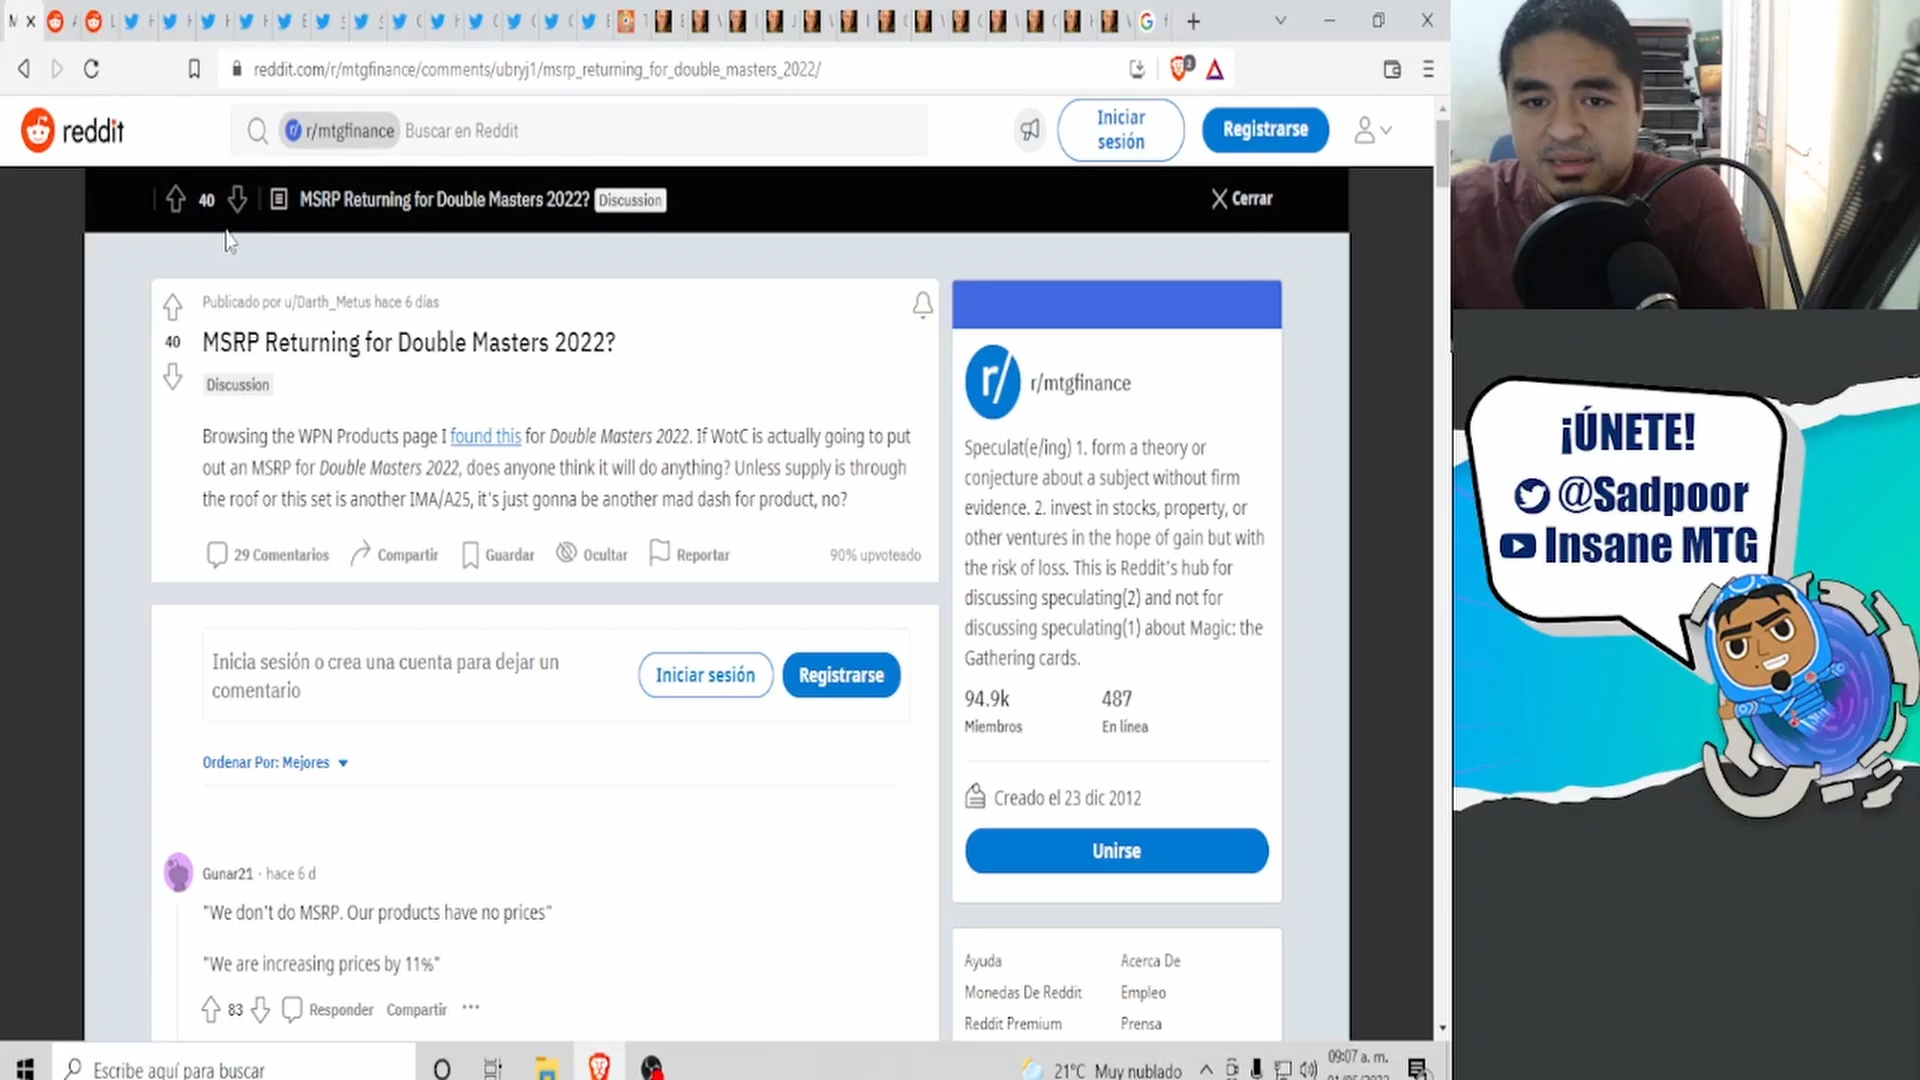 reddit.com/r/mtgfinance/comments/ubryj1/msrp_returning_for_double_masters_2022/
2
reddit
r/mtgfinance Buscar en Reddit
Iniciar sesión
Registrarse
40 MSRP Returning for Double Masters 2022? Discussion
Cerrar
Publicado por u/Darth_Metus hace 6 días
40
MSRP Returning for Double Masters 2022?
Discussion
Browsing the WPN Products page I found this for Double Masters 2022. If WotC is actually going to put
out an MSRP for Double Masters 2022, does anyone think it will do anything? Unless supply is through
the roof or this set is another IMA/A25, it's just gonna be another mad dash for product, no?
29 Comentarios Compartir Guardar Ocultar Reportar 90% upvoteado
Inicia sesión o crea una cuenta para dejar un
comentario
Iniciar sesión
Registrarse
Ordenar Por: Mejores
Gunar21 · hace 6 d
"We don't do MSRP. Our products have no prices"
"We are increasing prices by 11%"
83 Responder Compartir ···
r/ r/mtgfinance
Speculat(e/ing) 1. form a theory or
conjecture about a subject without firm
evidence. 2. invest in stocks, property, or
other ventures in the hope of gain but with
the risk of loss. This is Reddit's hub for
discussing speculating(2) and not for
discussing speculating(1) about Magic: the
Gathering cards.
94.9k 487
Miembros En línea
Creado el 23 dic 2012
Unirse
Ayuda Acerca De
Monedas De Reddit Empleo
Reddit Premium Prensa
¡ÚNETE!
@Sadpoor
Insane MTG
Escribe aquí para buscar
21°C Muy nublado
09:07 a. m.